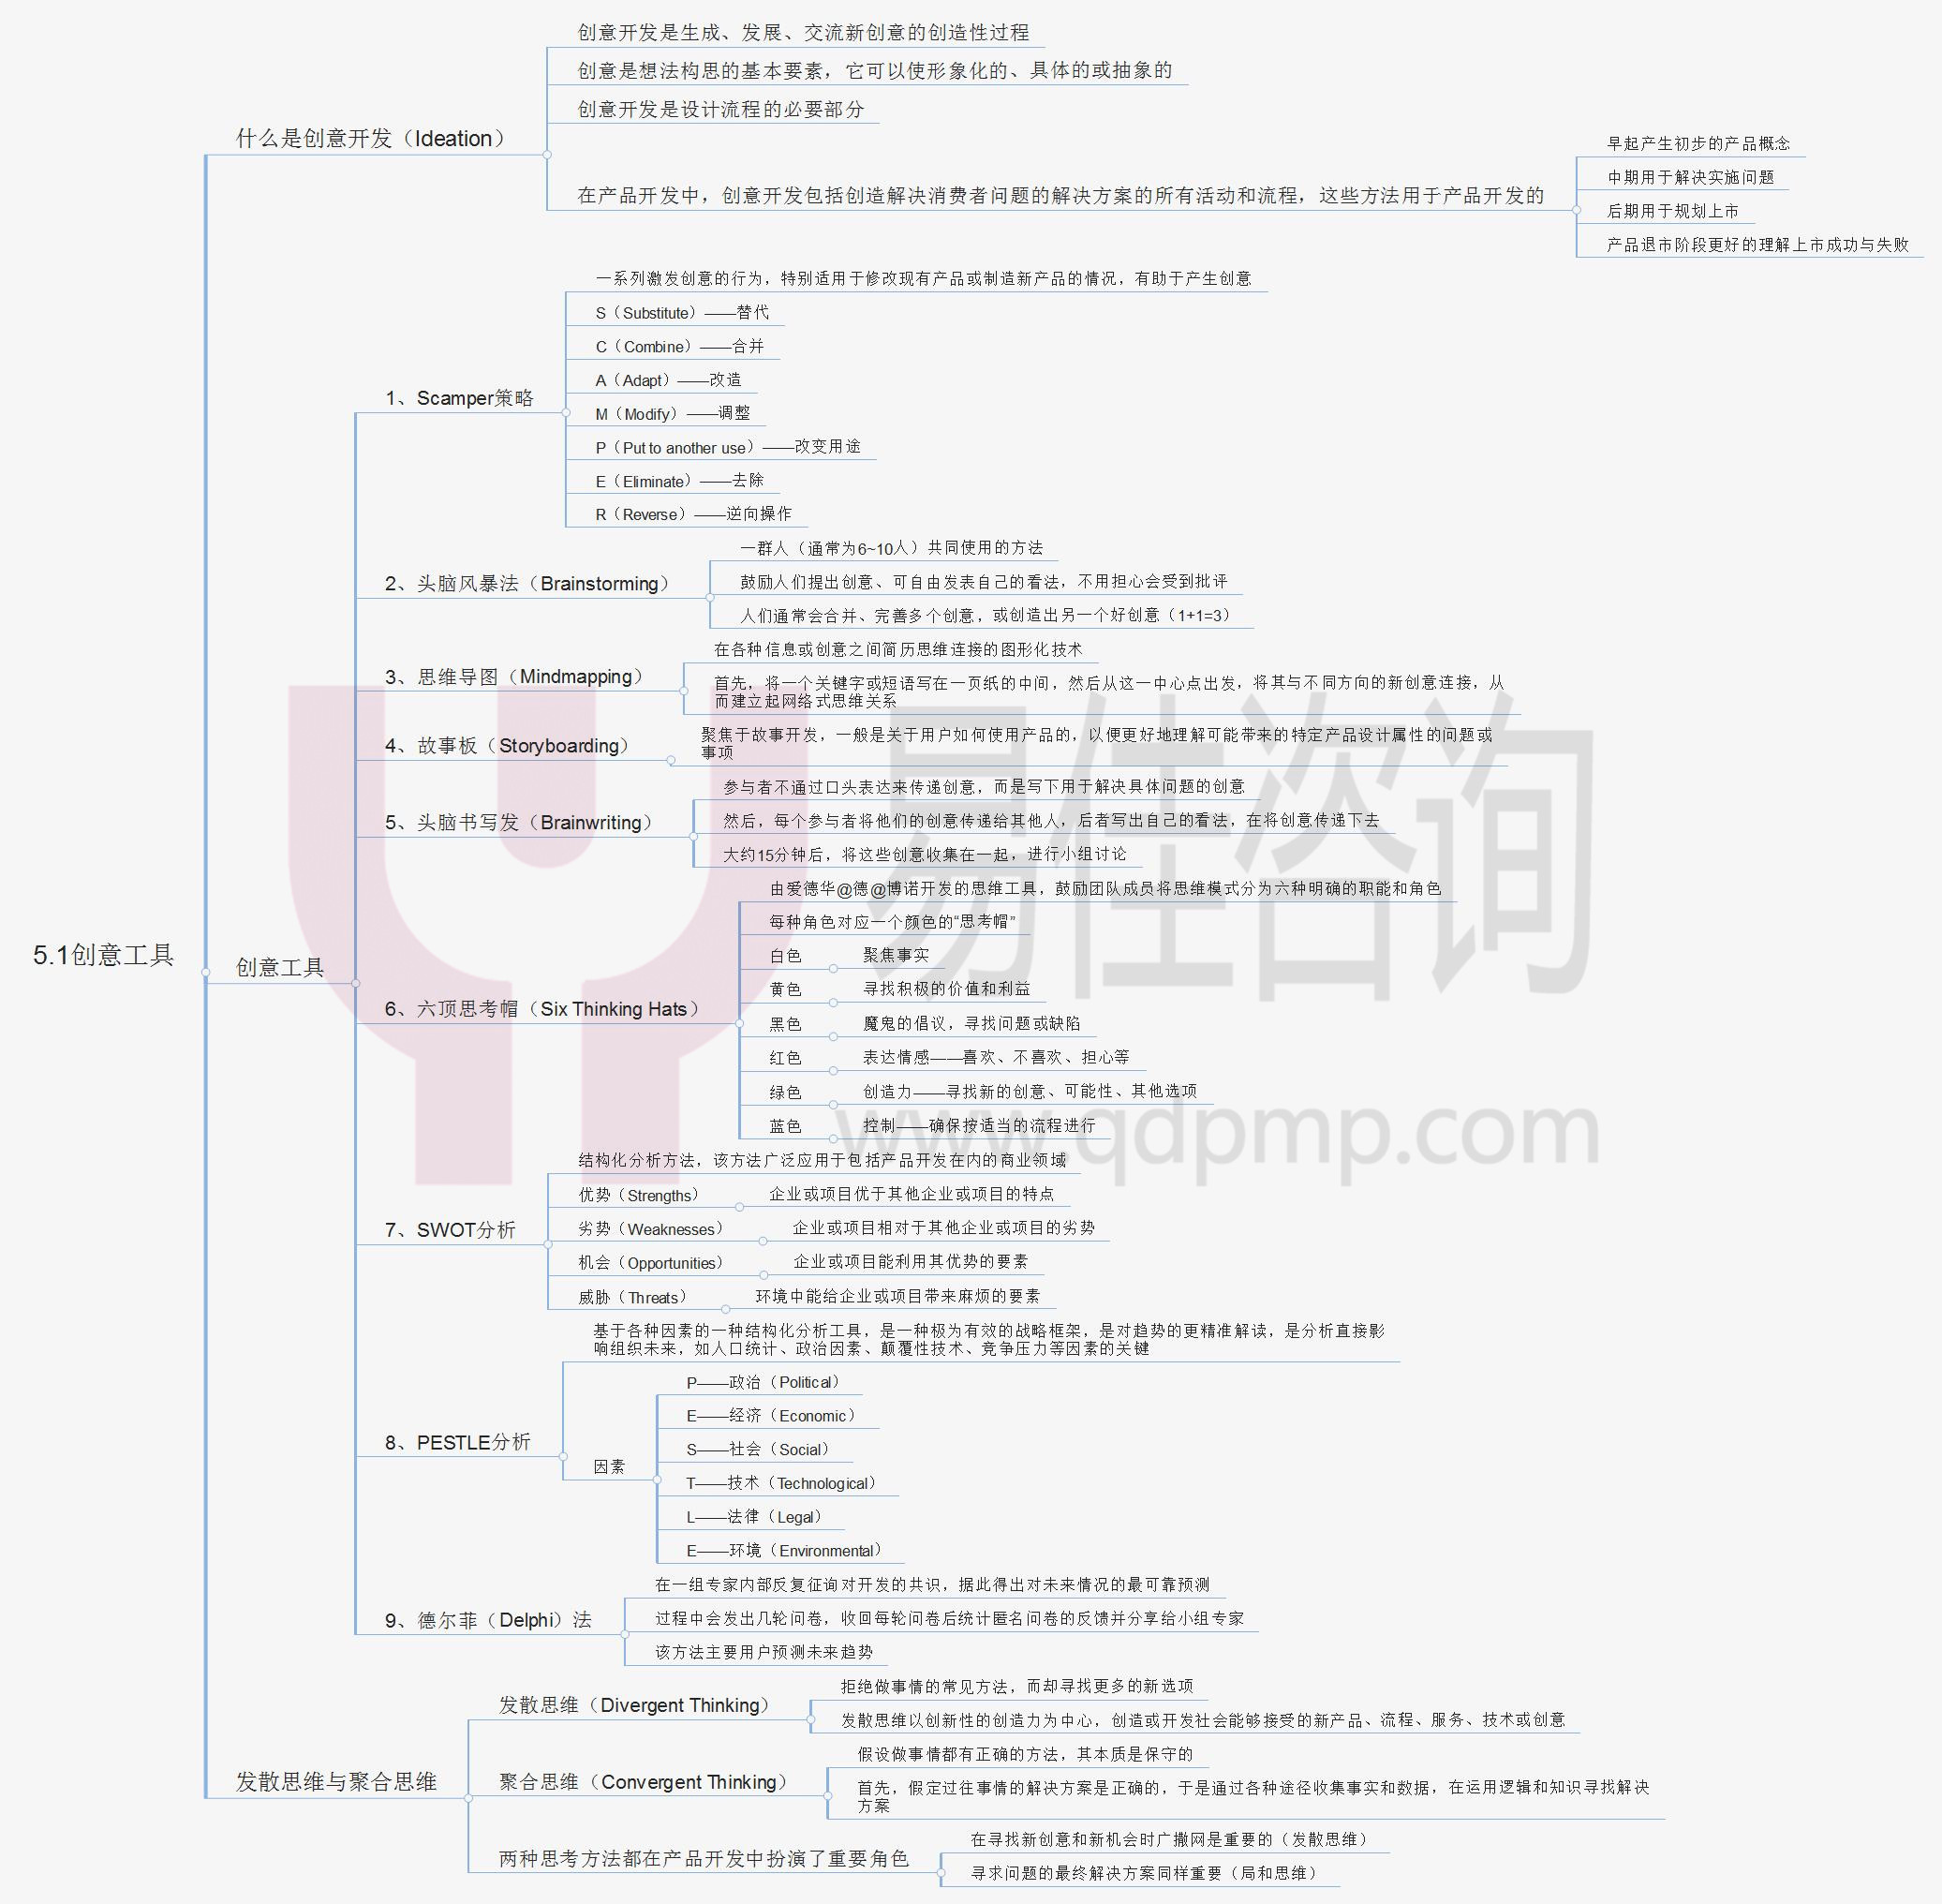 5.1创意工具
什么是创意开发（Ideation）
创意开发是生成、发展、交流新创意的创造性过程
创意是想法构思的基本要素，它可以使形象化的、具体的或抽象的
创意开发是设计流程的必要部分
在产品开发中，创意开发包括创造解决消费者问题的解决方案的所有活动和流程，这些方法用于产品开发的
早起产生初步的产品概念
中期用于解决实施问题
后期用于规划上市
产品退市阶段更好的理解上市成功与失败
创意工具
1、Scamper策略
一系列激发创意的行为，特别适用于修改现有产品或制造新产品的情况，有助于产生创意
S（Substitute）——替代
C（Combine）——合并
A（Adapt）——改造
M（Modify）——调整
P（Put to another use）——改变用途
E（Eliminate）——去除
R（Reverse）——逆向操作
2、头脑风暴法（Brainstorming）
一群人（通常为6~10人）共同使用的方法
鼓励人们提出创意、可自由发表自己的看法，不用担心会受到批评
人们通常会合并、完善多个创意，或创造出另一个好创意（1+1=3）
3、思维导图（Mindmapping）
在各种信息或创意之间简历思维连接的图形化技术
首先，将一个关键字或短语写在一页纸的中间，然后从这一中心点出发，将其与不同方向的新创意连接，从
而建立起网络式思维关系
4、故事板（Storyboarding）
聚焦于故事开发，一般是关于用户如何使用产品的，以便更好地理解可能带来的特定产品设计属性的问题或
事项
5、头脑书写发（Brainwriting）
参与者不通过口头表达来传递创意，而是写下用于解决具体问题的创意
然后，每个参与者将他们的创意传递给其他人，后者写出自己的看法，在将创意传递下去
大约15分钟后，将这些创意收集在一起，进行小组讨论
6、六顶思考帽（Six Thinking Hats）
由爱德华@德@博诺开发的思维工具，鼓励团队成员将思维模式分为六种明确的职能和角色
每种角色对应一个颜色的“思考帽”
白色 聚焦事实
黄色 寻找积极的价值和利益
黑色 魔鬼的倡议，寻找问题或缺陷
红色 表达情感——喜欢、不喜欢、担心等
绿色 创造力——寻找新的创意、可能性、其他选项
蓝色 控制——确保按适当的流程进行
7、SWOT分析
结构化分析方法，该方法广泛应用于包括产品开发在内的商业领域
优势（Strengths） 企业或项目优于其他企业或项目的特点
劣势（Weaknesses） 企业或项目相对于其他企业或项目的劣势
机会（Opportunities） 企业或项目能利用其优势的要素
威胁（Threats） 环境中能给企业或项目带来麻烦的要素
8、PESTLE分析
基于各种因素的一种结构化分析工具，是一种极为有效的战略框架，是对趋势的更精准解读，是分析直接影
响组织未来，如人口统计、政治因素、颠覆性技术、竞争压力等因素的关键
因素
P——政治（Political）
E——经济（Economic）
S——社会（Social）
T——技术（Technological）
L——法律（Legal）
E——环境（Environmental）
9、德尔菲（Delphi）法
在一组专家内部反复征询对开发的共识，据此得出对未来情况的最可靠预测
过程中会发出几轮问卷，收回每轮问卷后统计匿名问卷的反馈并分享给小组专家
该方法主要用户预测未来趋势
发散思维与聚合思维
发散思维（Divergent Thinking）
拒绝做事情的常见方法，而却寻找更多的新选项
发散思维以创新性的创造力为中心，创造或开发社会能够接受的新产品、流程、服务、技术或创意
聚合思维（Convergent Thinking）
假设做事情都有正确的方法，其本质是保守的
首先，假定过往事情的解决方案是正确的，于是通过各种途径收集事实和数据，在运用逻辑和知识寻找解决
方案
两种思考方法都在产品开发中扮演了重要角色
在寻找新创意和新机会时广撒网是重要的（发散思维）
寻求问题的最终解决方案同样重要（局和思维）
易佳咨询
www.qdpmp.com